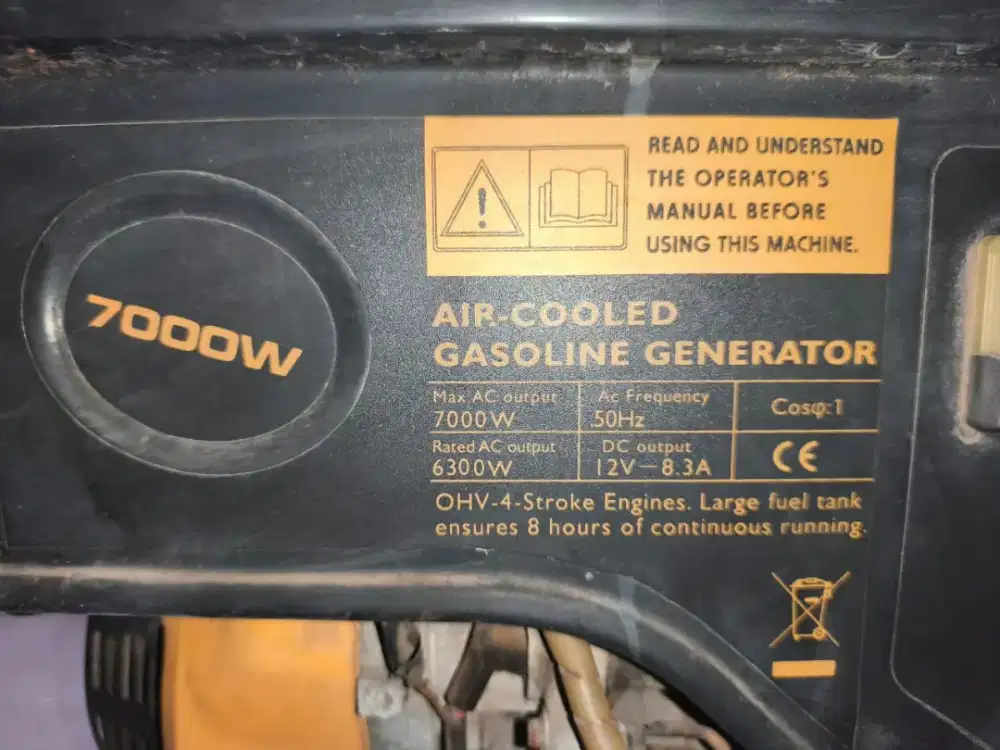 7000W
READ AND UNDERSTAND
THE OPERATOR'S
MANUAL BEFORE
USING THIS MACHINE.
AIR-COOLED
GASOLINE GENERATOR
Max AC output Ac Frequency Cosφ:1
7000W 50Hz
Rated AC output DC output CE
6300W 12V—8.3A
OHV-4-Stroke Engines. Large fuel tank
ensures 8 hours of continuous running.